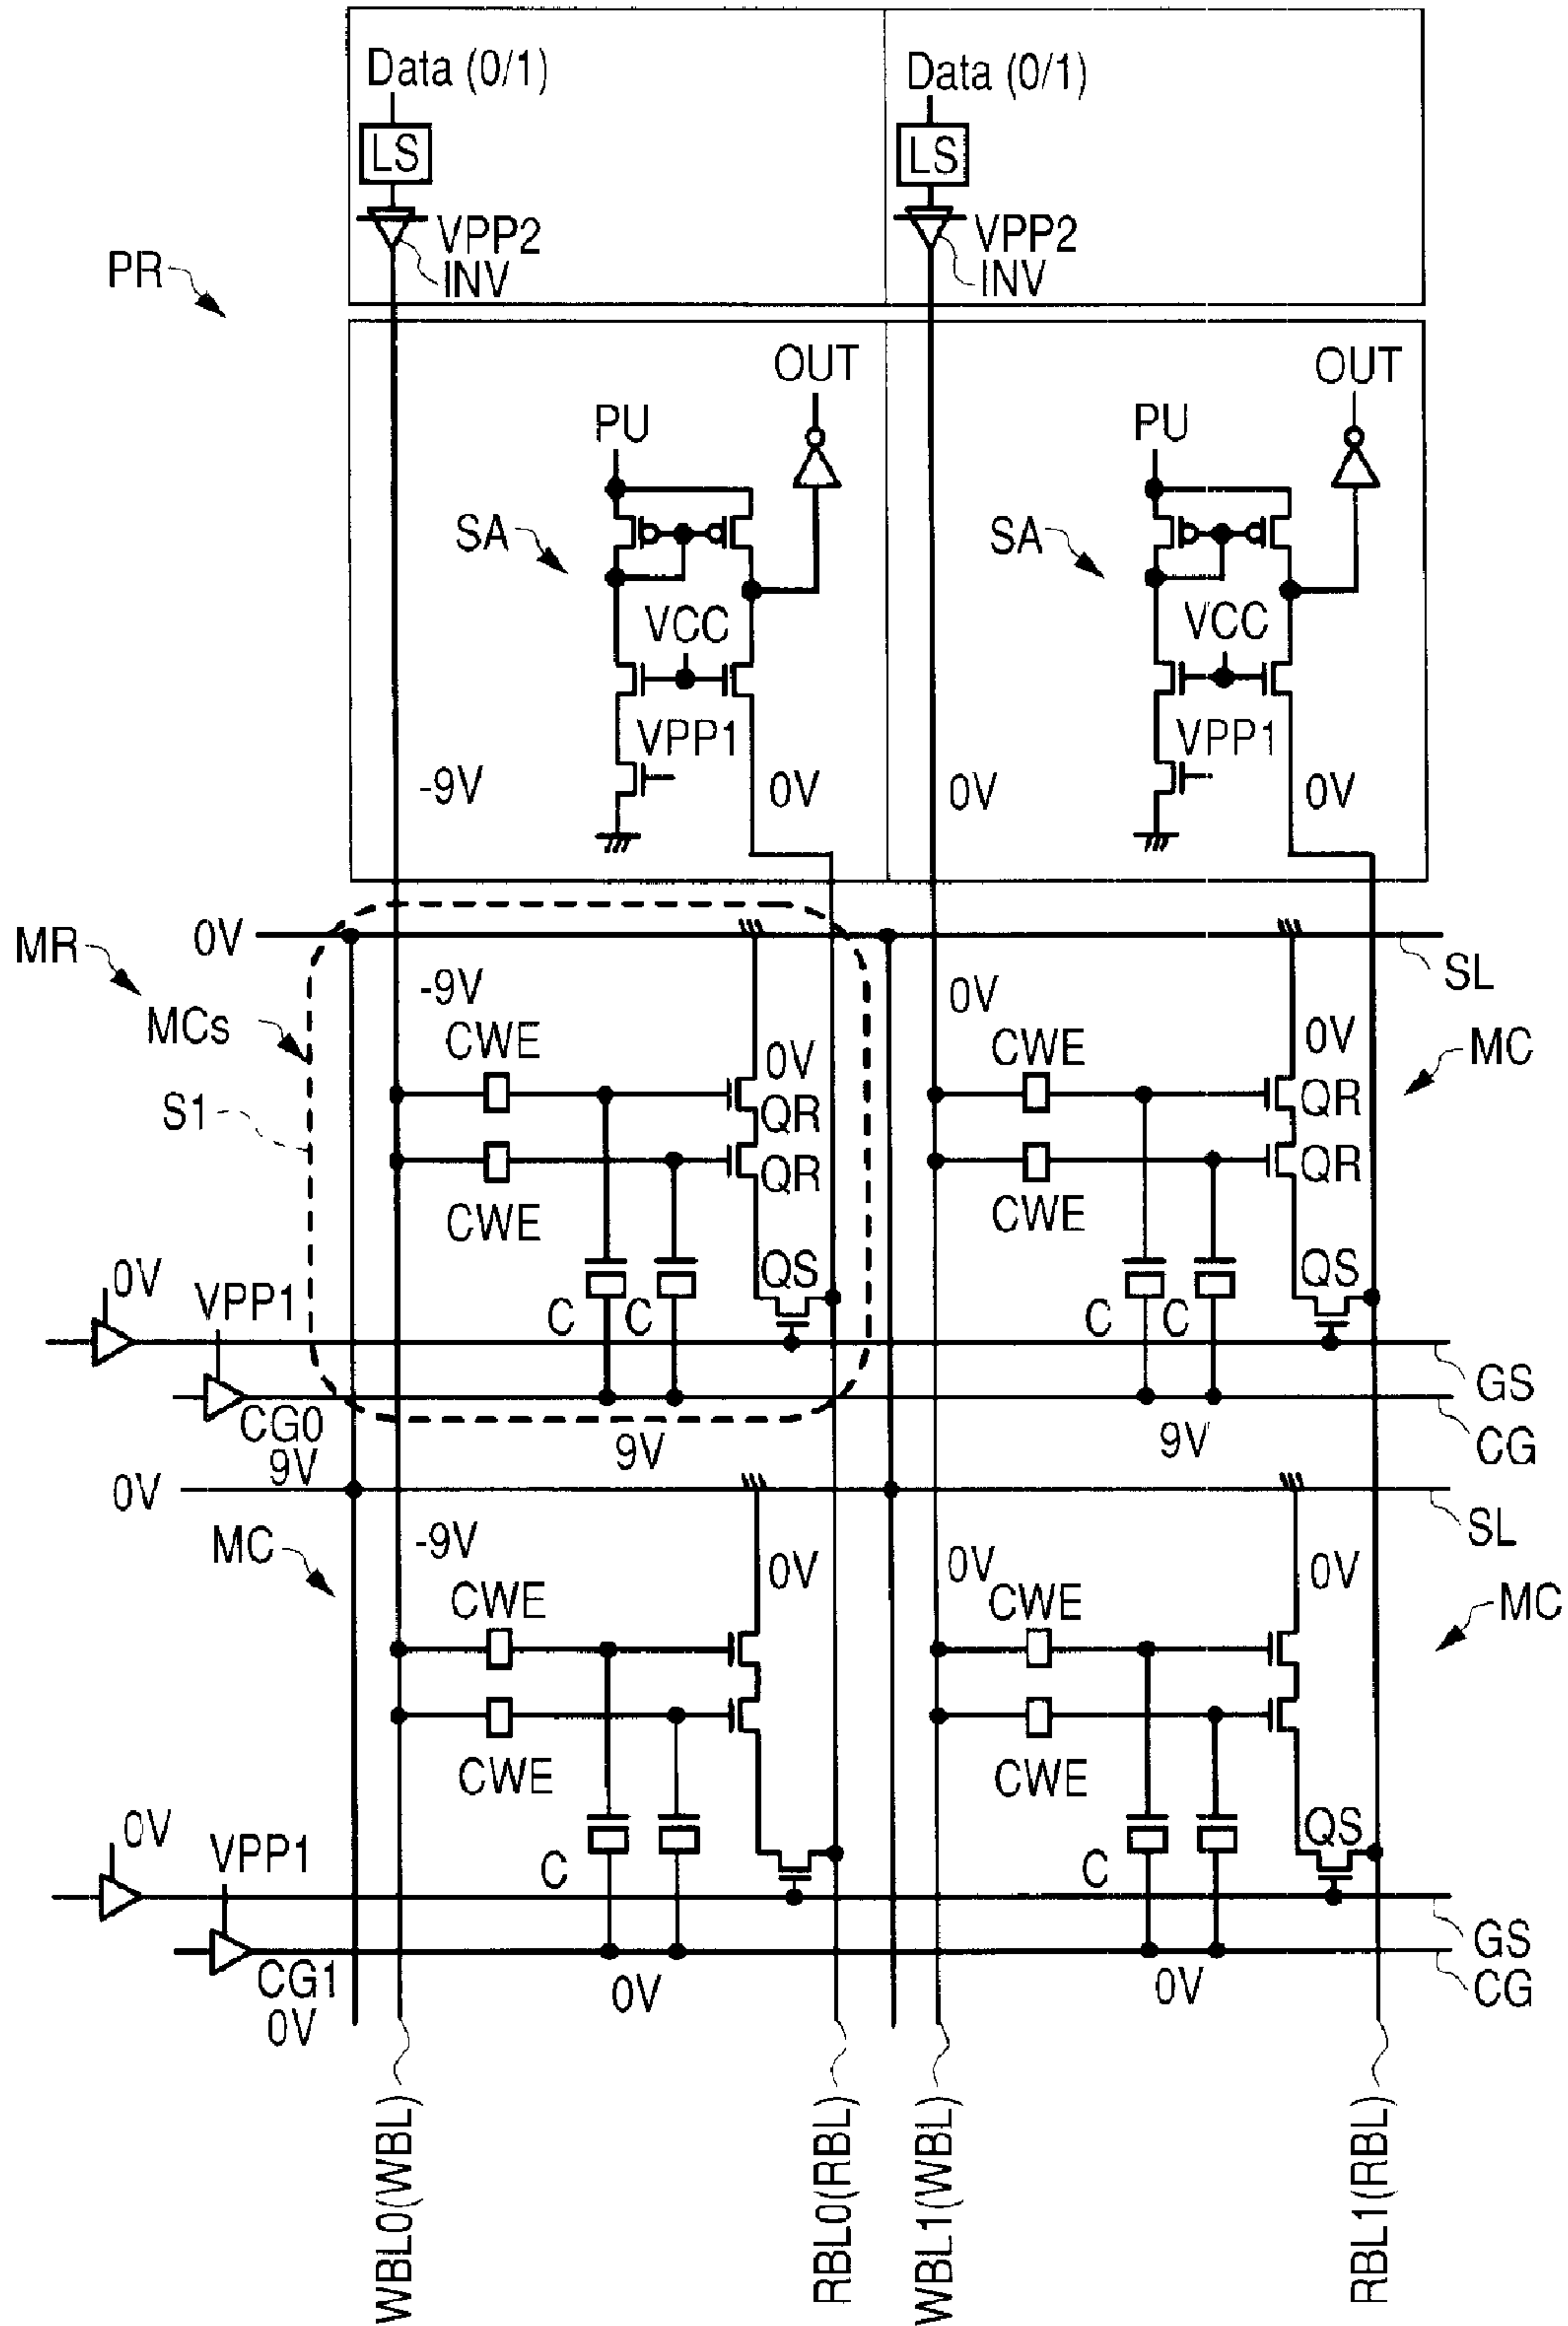 Data (0/1) Data (0/1)
LS LS
VPP2 VPP2
INV INV
PR
OUT OUT
PU PU
SA SA
VCC VCC
VPP1 VPP1
-9V 0V 0V 0V
0V
MR
SL
-9V 0V
MCs
CWE 0V CWE 0V
MC
S1
QR QR
QR QR
CWE CWE
0V
VPP1
QS QS
C C C C
GS
CG0
9V
9V 9V
CG
0V
SL
MC
-9V 0V 0V 0V
CWE CWE
MC
CWE CWE
0V
VPP1
C C QS
GS
CG1
0V
0V 0V
CG
WBL0(WBL)
RBL0(RBL)
WBL1(WBL)
RBL1(RBL)